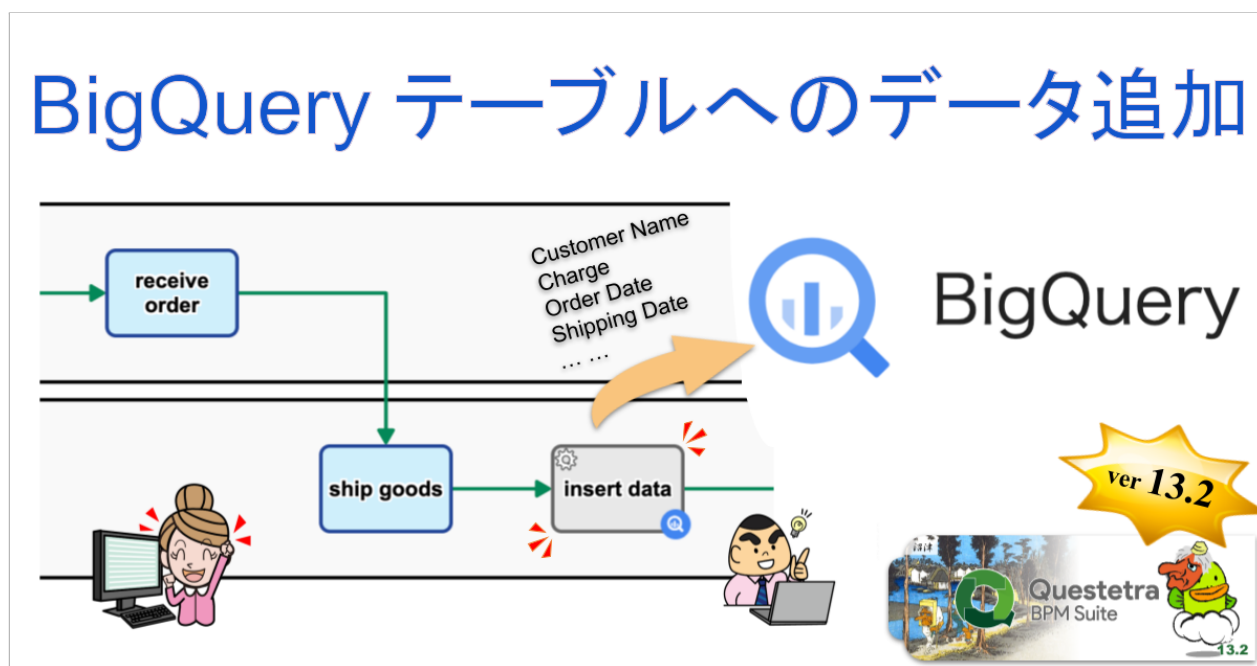 BigQuery テーブルへのデータ追加
receive
order
Customer Name
Charge
Order Date
Shipping Date
... ...
BigQuery
ship goods
insert data
ver 13.2
Questetra
BPM Suite
13.2